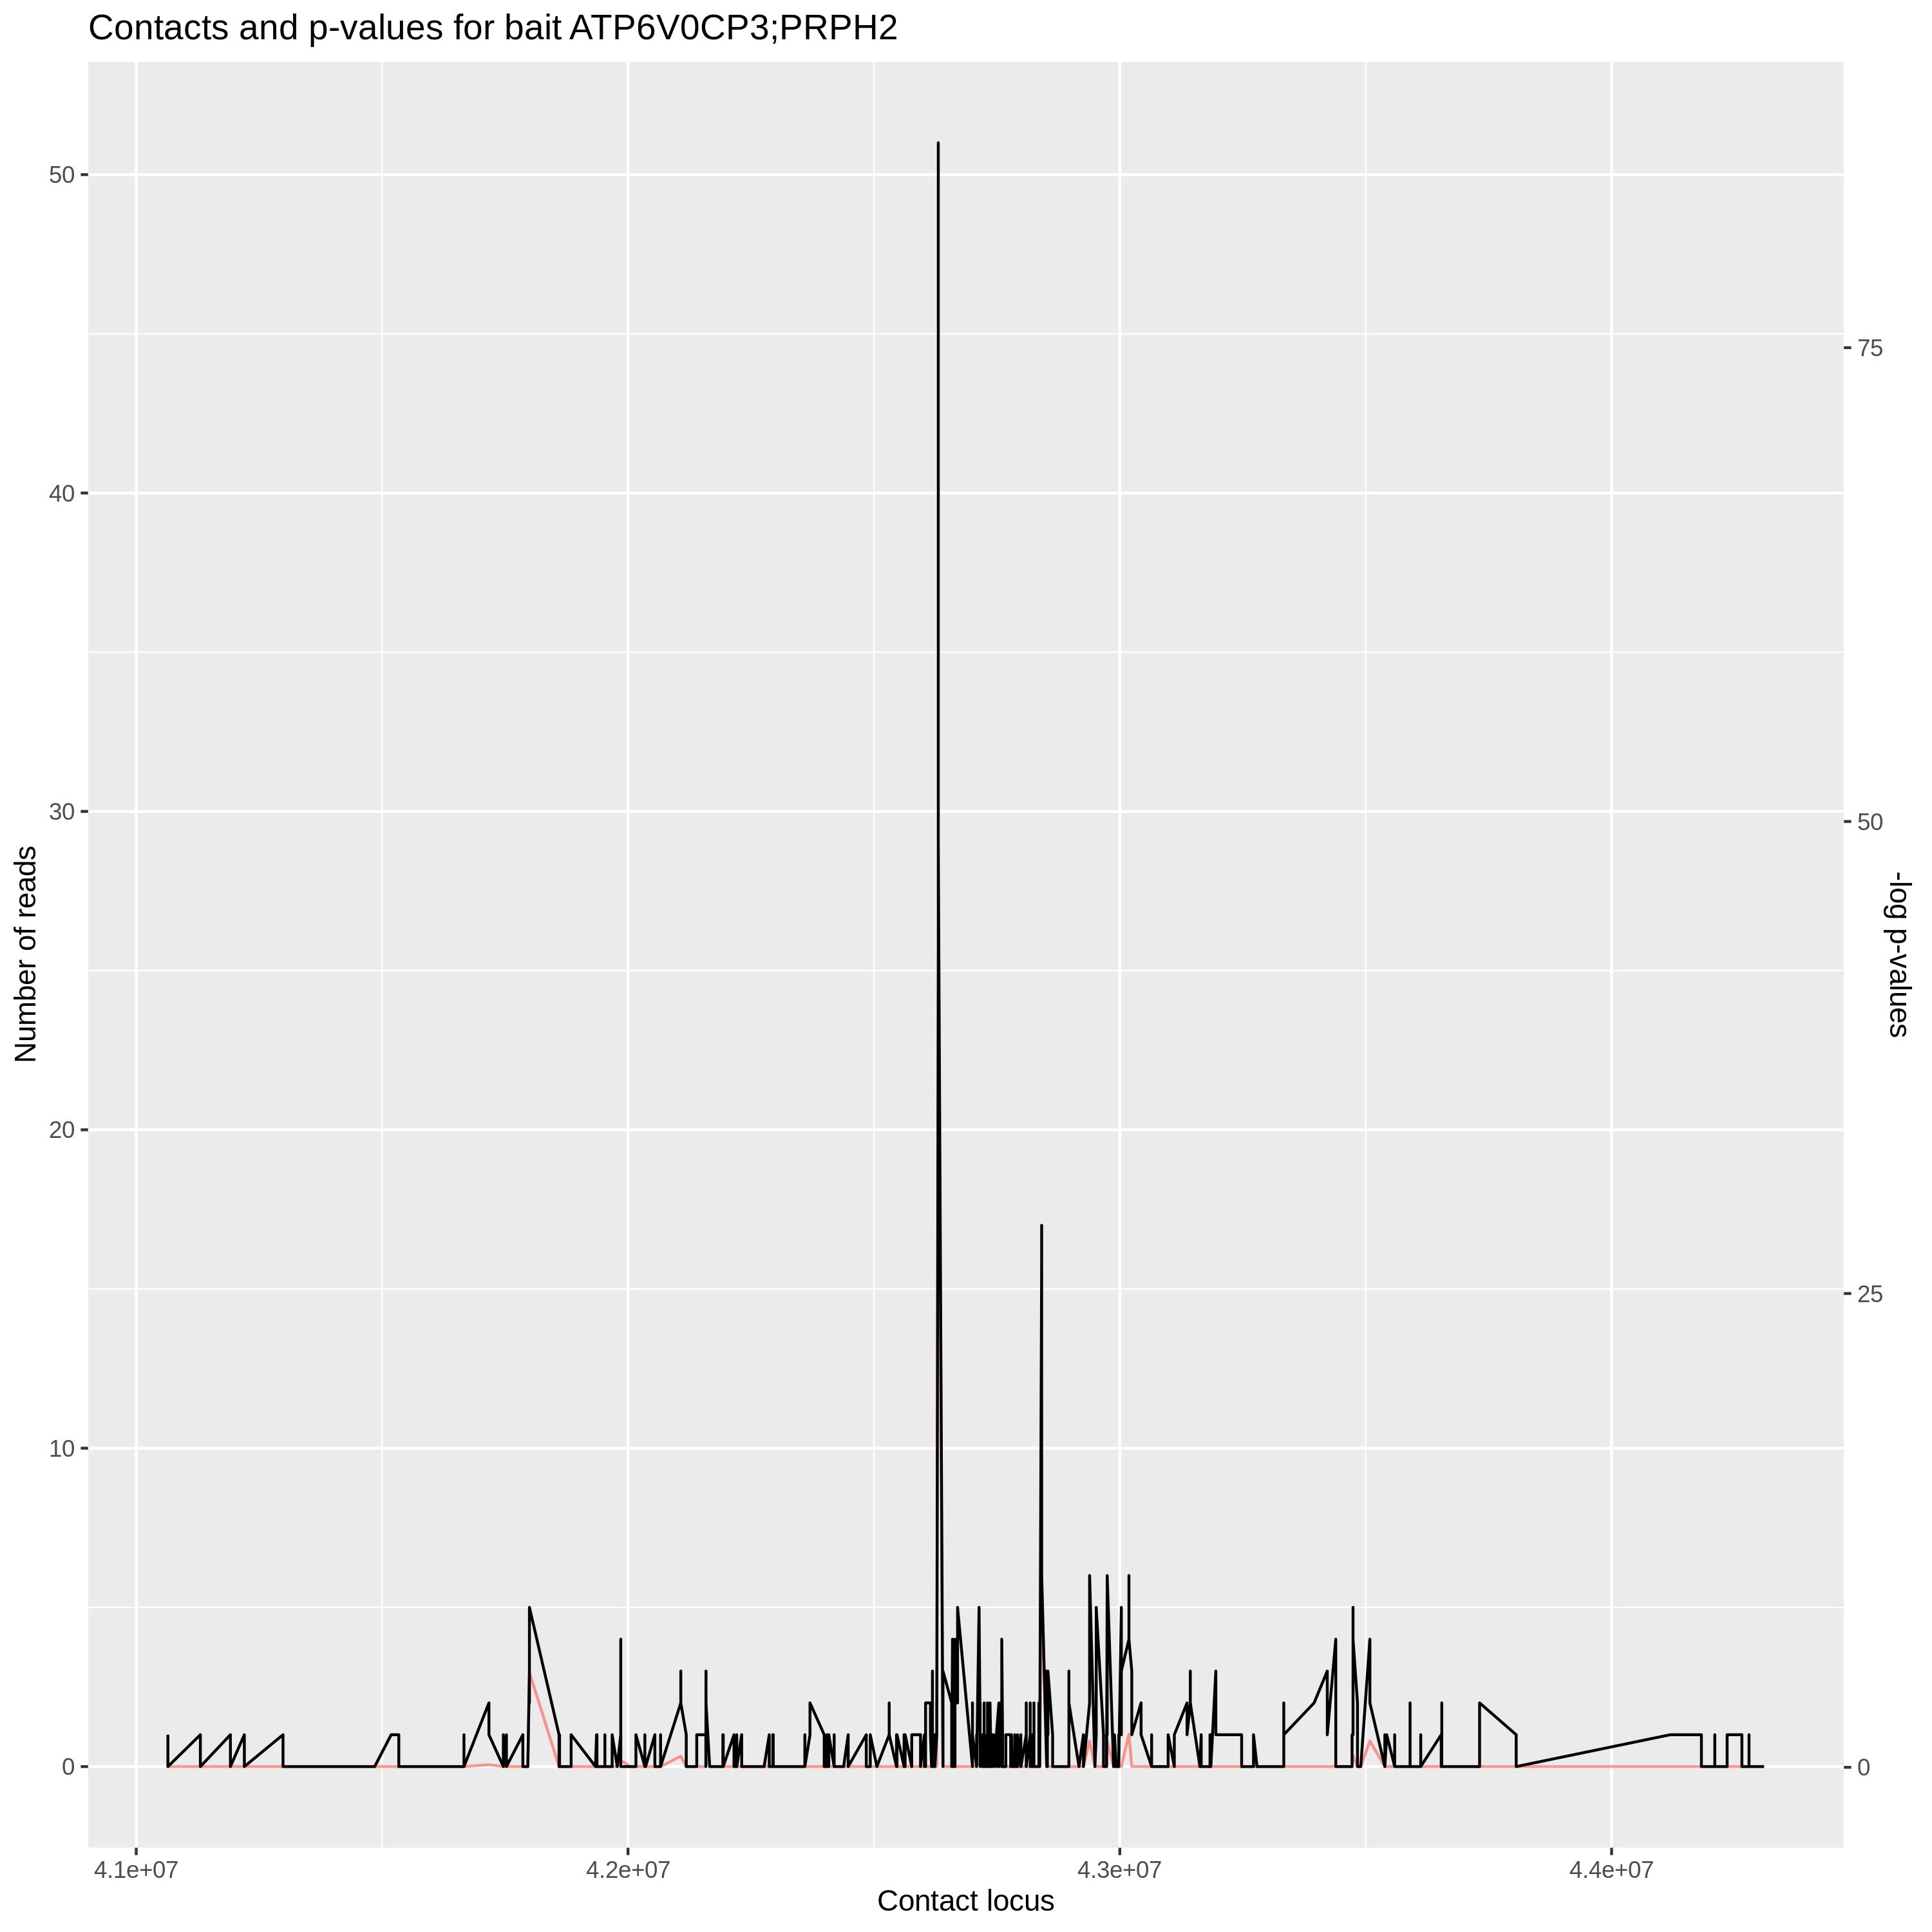 Contacts and p-values for bait ATP6V0CP3;PRPH2
50
40
30
20
10
0
Number of reads
75
50
25
0
-log p-values
4.1e+07
4.2e+07
4.3e+07
4.4e+07
Contact locus